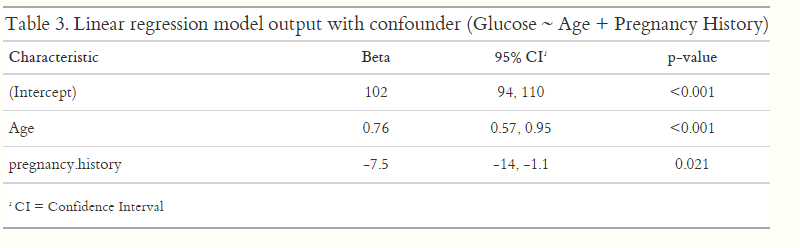 Table 3. Linear regression model output with confounder (Glucose ~ Age + Pregnancy History)
Characteristic Beta 95% CI¹ p-value
(Intercept) 102 94, 110 <0.001
Age 0.76 0.57, 0.95 <0.001
pregnancy.history −7.5 −14, −1.1 0.021
¹ CI = Confidence Interval